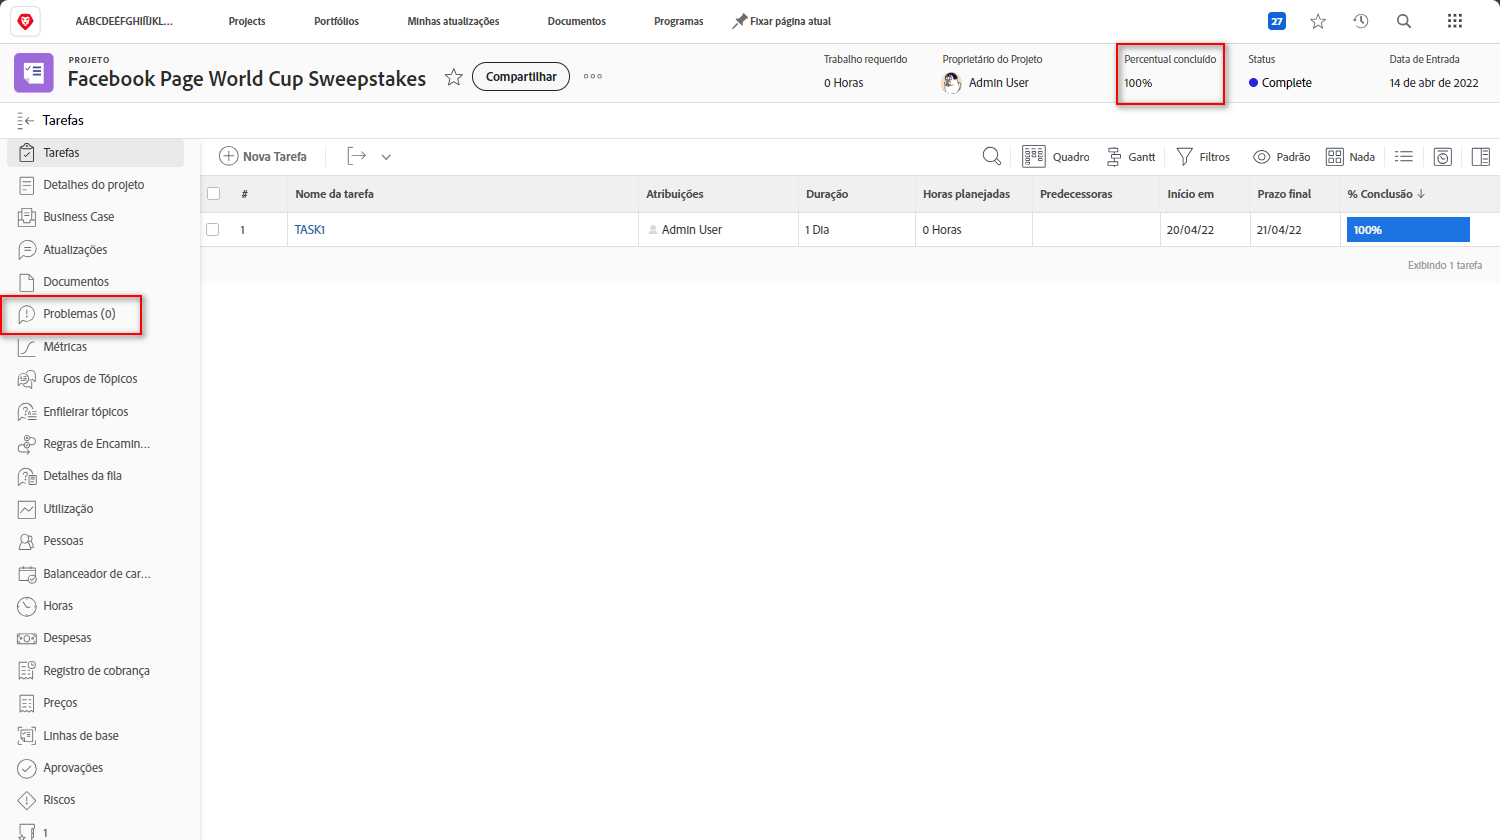 AÁBCDEÉFGHIÍÏJKL...
Projects
Portfólios
Minhas atualizações
Documentos
Programas
Fixar página atual
27
PROJETO
Facebook Page World Cup Sweepstakes
Compartilhar
Trabalho requerido
0 Horas
Proprietário do Projeto
Admin User
Percentual concluído
100%
Status
Complete
Data de Entrada
14 de abr de 2022
Tarefas
Tarefas
Detalhes do projeto
Business Case
Atualizações
Documentos
Problemas (0)
Métricas
Grupos de Tópicos
Enfileirar tópicos
Regras de Encamin...
Detalhes da fila
Utilização
Pessoas
Balanceador de car...
Horas
Despesas
Registro de cobrança
Preços
Linhas de base
Aprovações
Riscos
1
Nova Tarefa
Quadro
Gantt
Filtros
Padrão
Nada
# Nome da tarefa Atribuições Duração Horas planejadas Predecessoras Início em Prazo final % Conclusão
1 TASK1 Admin User 1 Dia 0 Horas 20/04/22 21/04/22 100%
Exibindo 1 tarefa